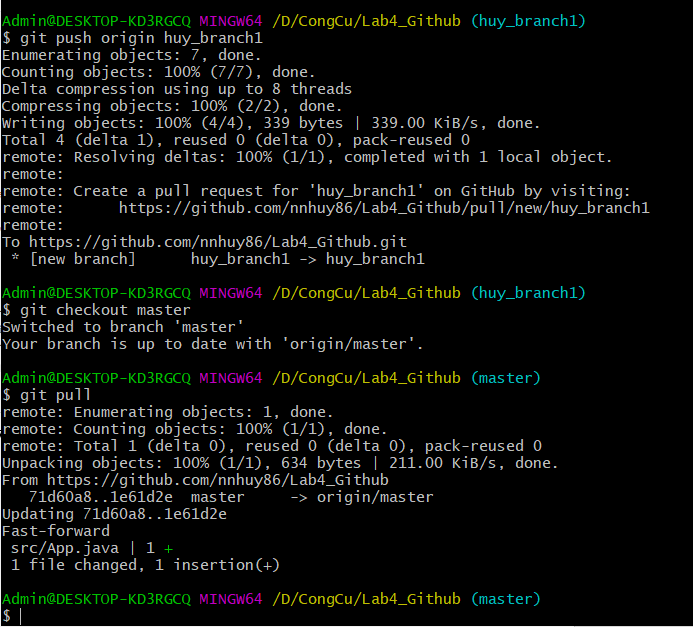 Admin@DESKTOP-KD3RGCQ MINGW64 /D/CongCu/Lab4_Github (huy_branch1)
$ git push origin huy_branch1
Enumerating objects: 7, done.
Counting objects: 100% (7/7), done.
Delta compression using up to 8 threads
Compressing objects: 100% (2/2), done.
Writing objects: 100% (4/4), 339 bytes | 339.00 KiB/s, done.
Total 4 (delta 1), reused 0 (delta 0), pack-reused 0
remote: Resolving deltas: 100% (1/1), completed with 1 local object.
remote:
remote: Create a pull request for 'huy_branch1' on GitHub by visiting:
remote:      https://github.com/nnhuy86/Lab4_Github/pull/new/huy_branch1
remote:
To https://github.com/nnhuy86/Lab4_Github.git
 * [new branch]      huy_branch1 -> huy_branch1
Admin@DESKTOP-KD3RGCQ MINGW64 /D/CongCu/Lab4_Github (huy_branch1)
$ git checkout master
Switched to branch 'master'
Your branch is up to date with 'origin/master'.
Admin@DESKTOP-KD3RGCQ MINGW64 /D/CongCu/Lab4_Github (master)
$ git pull
remote: Enumerating objects: 1, done.
remote: Counting objects: 100% (1/1), done.
remote: Total 1 (delta 0), reused 0 (delta 0), pack-reused 0
Unpacking objects: 100% (1/1), 634 bytes | 211.00 KiB/s, done.
From https://github.com/nnhuy86/Lab4_Github
   71d60a8..1e61d2e  master     -> origin/master
Updating 71d60a8..1e61d2e
Fast-forward
 src/App.java | 1 +
 1 file changed, 1 insertion(+)
Admin@DESKTOP-KD3RGCQ MINGW64 /D/CongCu/Lab4_Github (master)
$